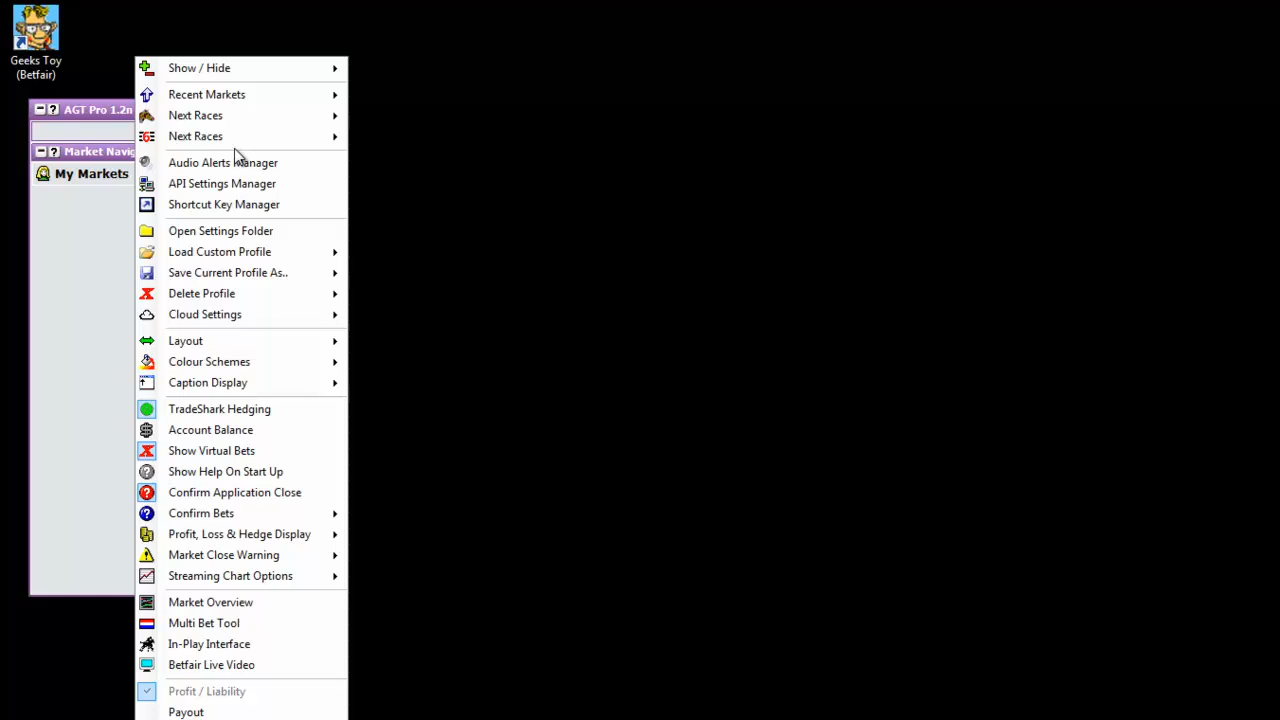 Geeks Toy
(Betfair)
AGT Pro 1.2n
Market Navig
My Markets
Show / Hide
Recent Markets
Next Races
Next Races
Audio Alerts Manager
API Settings Manager
Shortcut Key Manager
Open Settings Folder
Load Custom Profile
Save Current Profile As..
Delete Profile
Cloud Settings
Layout
Colour Schemes
Caption Display
TradeShark Hedging
Account Balance
Show Virtual Bets
Show Help On Start Up
Confirm Application Close
Confirm Bets
Profit, Loss & Hedge Display
Market Close Warning
Streaming Chart Options
Market Overview
Multi Bet Tool
In-Play Interface
Betfair Live Video
Profit / Liability
Payout